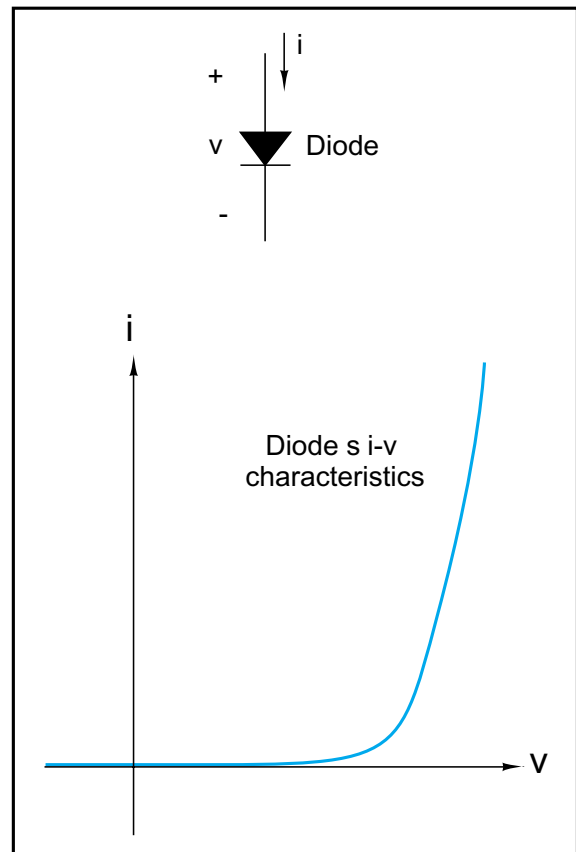 i
+
v Diode
-
i
Diode s i-v
characteristics
v